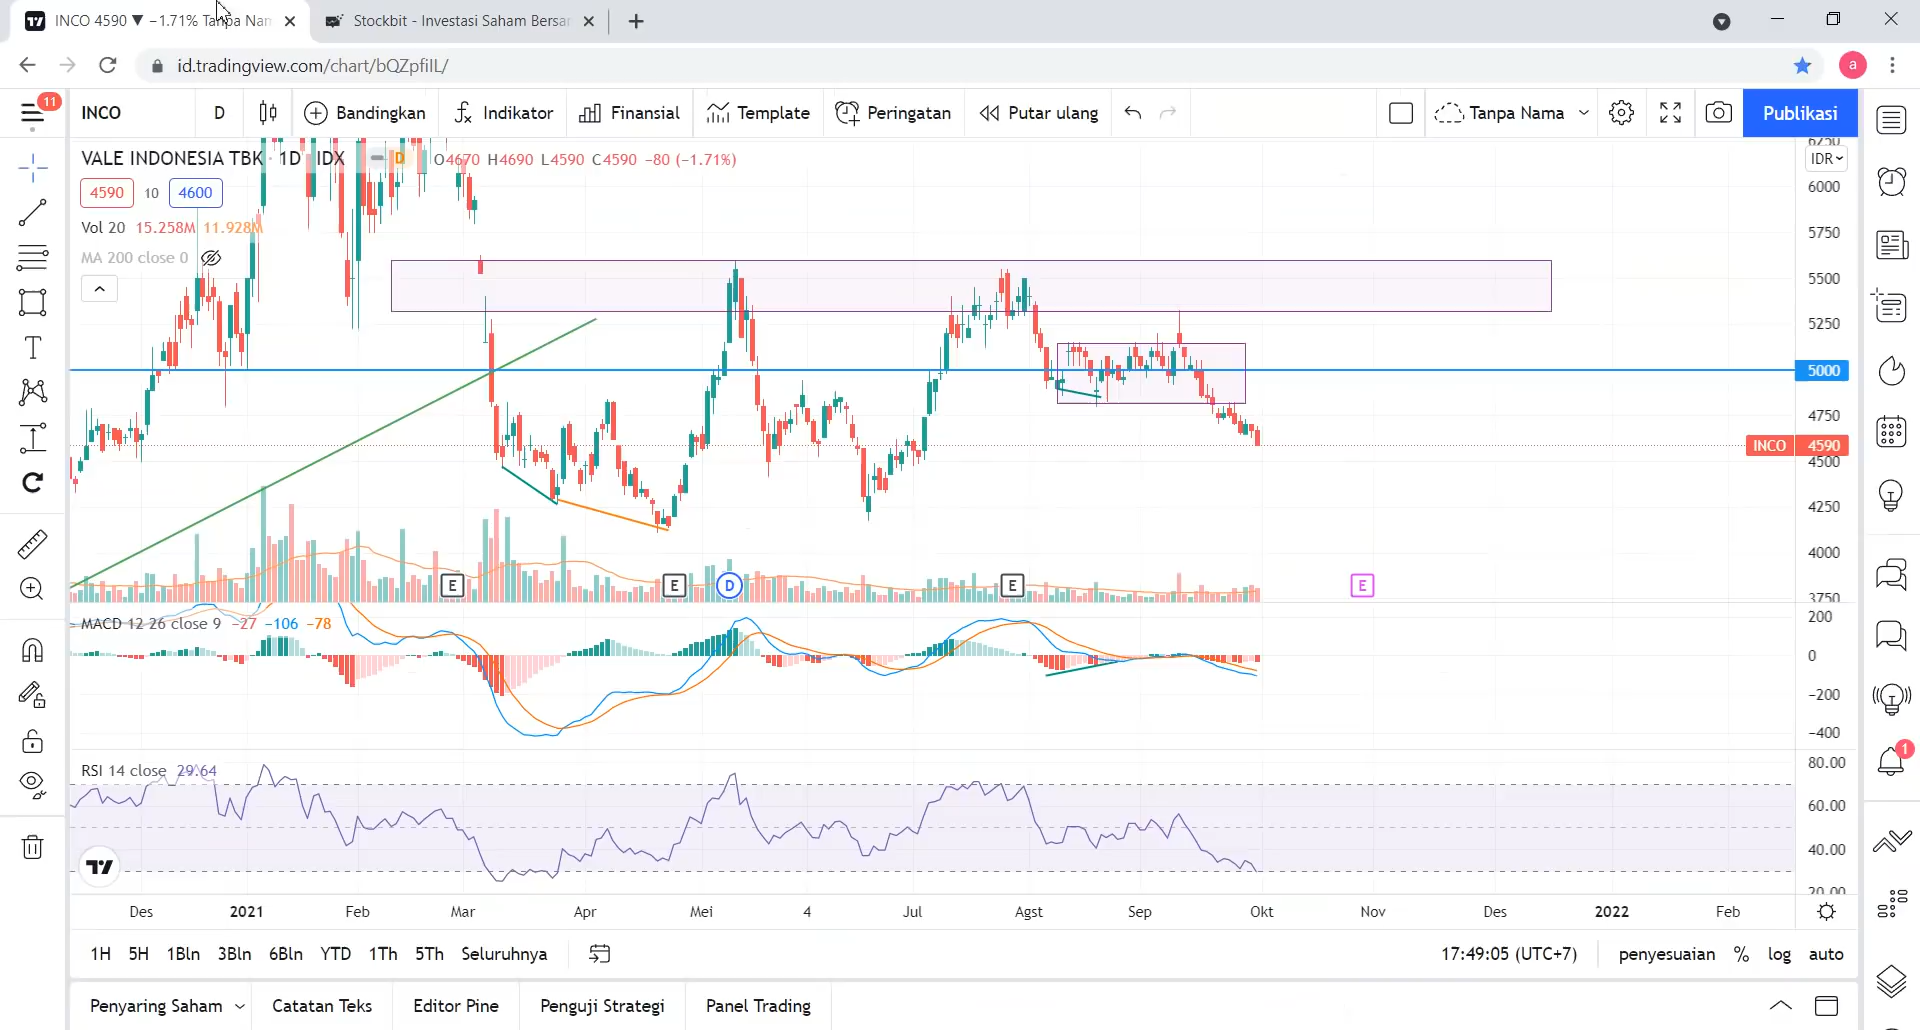 INCO 4590 ▼ −1.71% Tanpa Nam
Stockbit - Investasi Saham Bersam
id.tradingview.com/chart/bQZpfiIL/
a
11
INCO
D
Bandingkan
Indikator
Finansial
Template
Peringatan
Putar ulang
Tanpa Nama
Publikasi
VALE INDONESIA TBK · 1D · IDX
D
O4670 H4690 L4590 C4590 −80 (−1.71%)
IDR
4590 10 4600
Vol 20 15.258M 11.928M
MA 200 close 0
6250
6000
5750
5500
5250
5000
4750
INCO 4590
4500
4250
4000
3750
E
E
D
E
E
MACD 12 26 close 9 −27 −106 −78
200
0
−200
−400
RSI 14 close 29.64
80.00
60.00
40.00
20.00
1
Des 2021 Feb Mar Apr Mei 4 Jul Agst Sep Okt Nov Des 2022 Feb
1H 5H 1Bln 3Bln 6Bln YTD 1Th 5Th Seluruhnya
17:49:05 (UTC+7)
penyesuaian % log auto
Penyaring Saham
Catatan Teks
Editor Pine
Penguji Strategi
Panel Trading